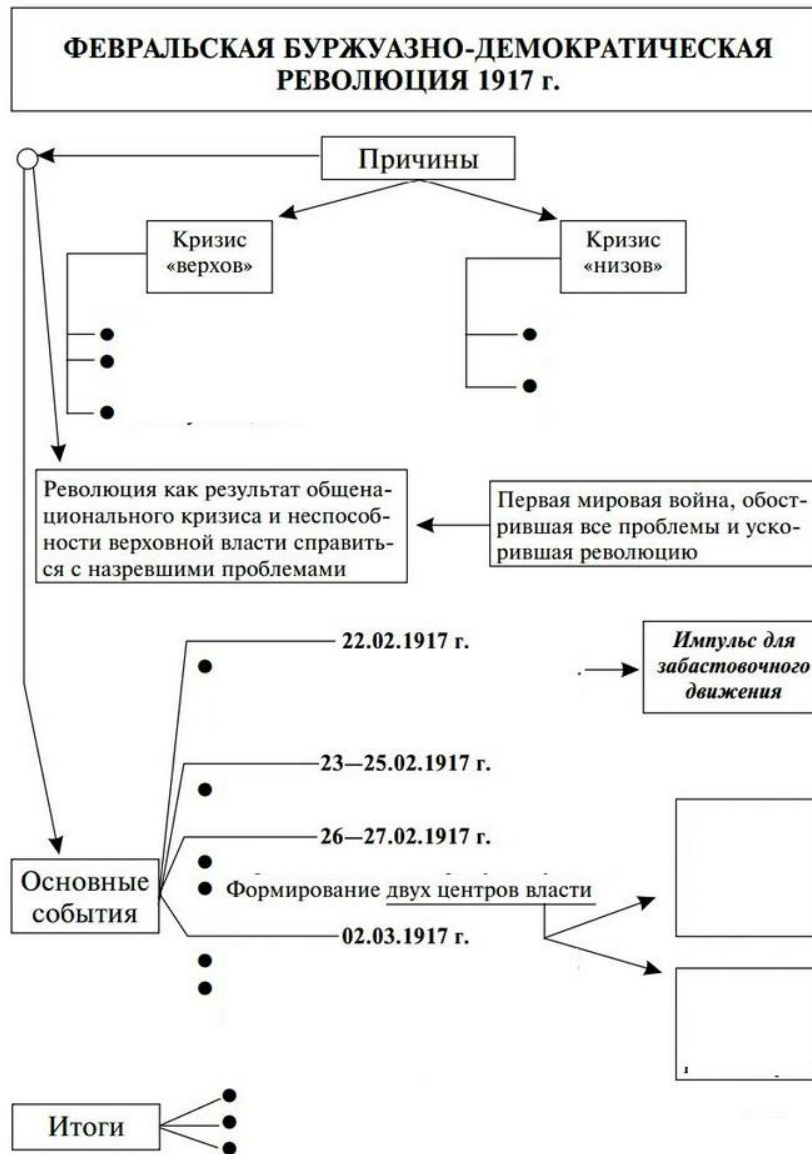 ФЕВРАЛЬСКАЯ БУРЖУАЗНО-ДЕМОКРАТИЧЕСКАЯ
РЕВОЛЮЦИЯ 1917 г.
Причины
Кризис
«верхов»
Кризис
«низов»
Революция как результат общена-
ционального кризиса и неспособ-
ности верховной власти справить-
ся с назревшими проблемами
Первая мировая война, обост-
рившая все проблемы и уско-
рившая революцию
22.02.1917 г.
Импульс для
забастовочного
движения
23—25.02.1917 г.
26—27.02.1917 г.
Основные
события
Формирование двух центров власти
02.03.1917 г.
Итоги